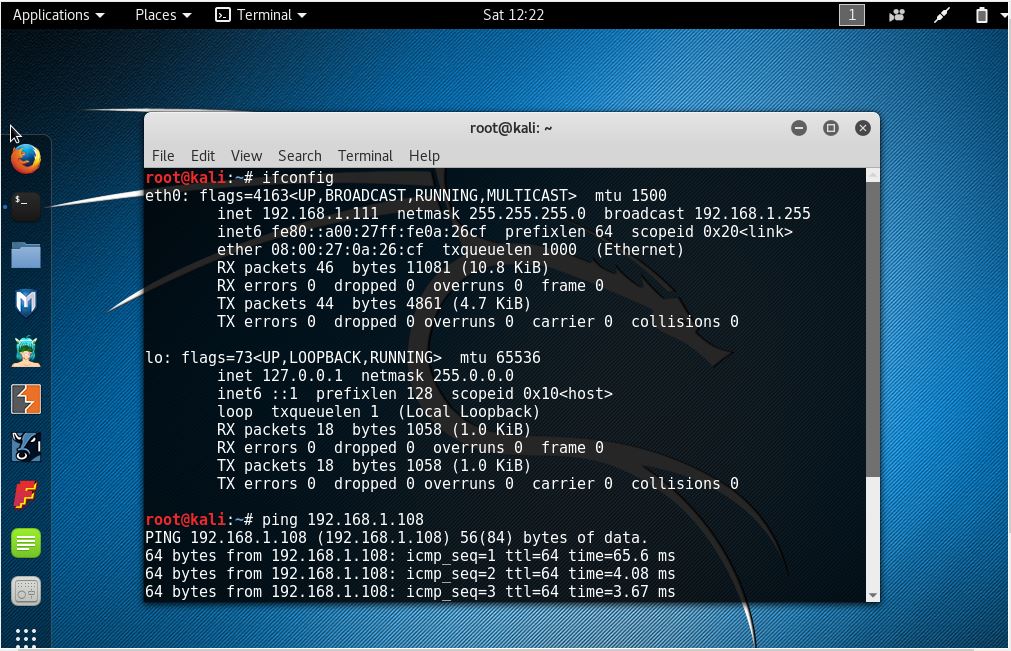 Applications Places Terminal Sat 12:22 1
root@kali: ~
File Edit View Search Terminal Help
root@kali:~# ifconfig
eth0: flags=4163<UP,BROADCAST,RUNNING,MULTICAST>  mtu 1500
        inet 192.168.1.111  netmask 255.255.255.0  broadcast 192.168.1.255
        inet6 fe80::a00:27ff:fe0a:26cf  prefixlen 64  scopeid 0x20<link>
        ether 08:00:27:0a:26:cf  txqueuelen 1000  (Ethernet)
        RX packets 46  bytes 11081 (10.8 KiB)
        RX errors 0  dropped 0  overruns 0  frame 0
        TX packets 44  bytes 4861 (4.7 KiB)
        TX errors 0  dropped 0 overruns 0  carrier 0  collisions 0
lo: flags=73<UP,LOOPBACK,RUNNING>  mtu 65536
        inet 127.0.0.1  netmask 255.0.0.0
        inet6 ::1  prefixlen 128  scopeid 0x10<host>
        loop  txqueuelen 1  (Local Loopback)
        RX packets 18  bytes 1058 (1.0 KiB)
        RX errors 0  dropped 0  overruns 0  frame 0
        TX packets 18  bytes 1058 (1.0 KiB)
        TX errors 0  dropped 0 overruns 0  carrier 0  collisions 0
root@kali:~# ping 192.168.1.108
PING 192.168.1.108 (192.168.1.108) 56(84) bytes of data.
64 bytes from 192.168.1.108: icmp_seq=1 ttl=64 time=65.6 ms
64 bytes from 192.168.1.108: icmp_seq=2 ttl=64 time=4.08 ms
64 bytes from 192.168.1.108: icmp_seq=3 ttl=64 time=3.67 ms